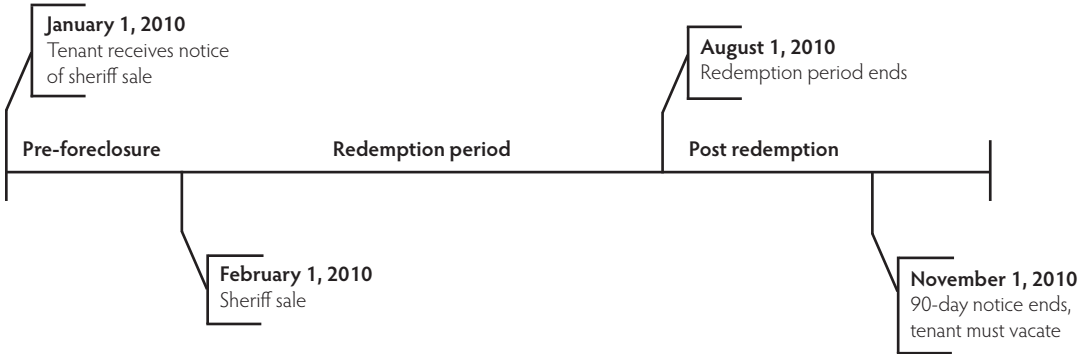 January 1, 2010
Tenant receives notice
of sheriff sale
August 1, 2010
Redemption period ends
Pre-foreclosure
Redemption period
Post redemption
February 1, 2010
Sheriff sale
November 1, 2010
90-day notice ends,
tenant must vacate